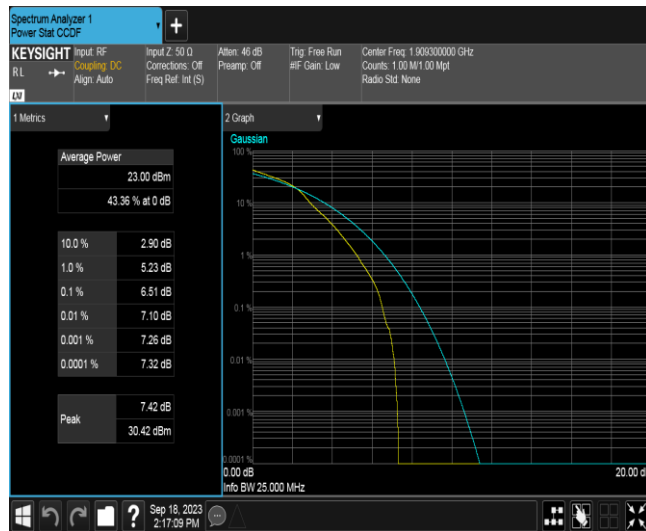 Spectrum Analyzer 1
Power Stat CCDF
+
KEYSIGHT
RL
LXI
Input: RF
Coupling: DC
Align: Auto
Input Z: 50 Ω
Corrections: Off
Freq Ref: Int (S)
Atten: 46 dB
Preamp: Off
Trig: Free Run
#IF Gain: Low
Center Freq: 1.909300000 GHz
Counts: 1.00 M/1.00 Mpt
Radio Std: None
1 Metrics
Average Power
23.00 dBm
43.36 % at 0 dB
10.0 % 2.90 dB
1.0 % 5.23 dB
0.1 % 6.51 dB
0.01 % 7.10 dB
0.001 % 7.26 dB
0.0001 % 7.32 dB
Peak
7.42 dB
30.42 dBm
2 Graph
Gaussian
100 %
10 %
1 %
0.1 %
0.01 %
0.001 %
0.0001 %
0.00 dB
20.00 d
Info BW 25.000 MHz
?
Sep 18, 2023
2:17:09 PM